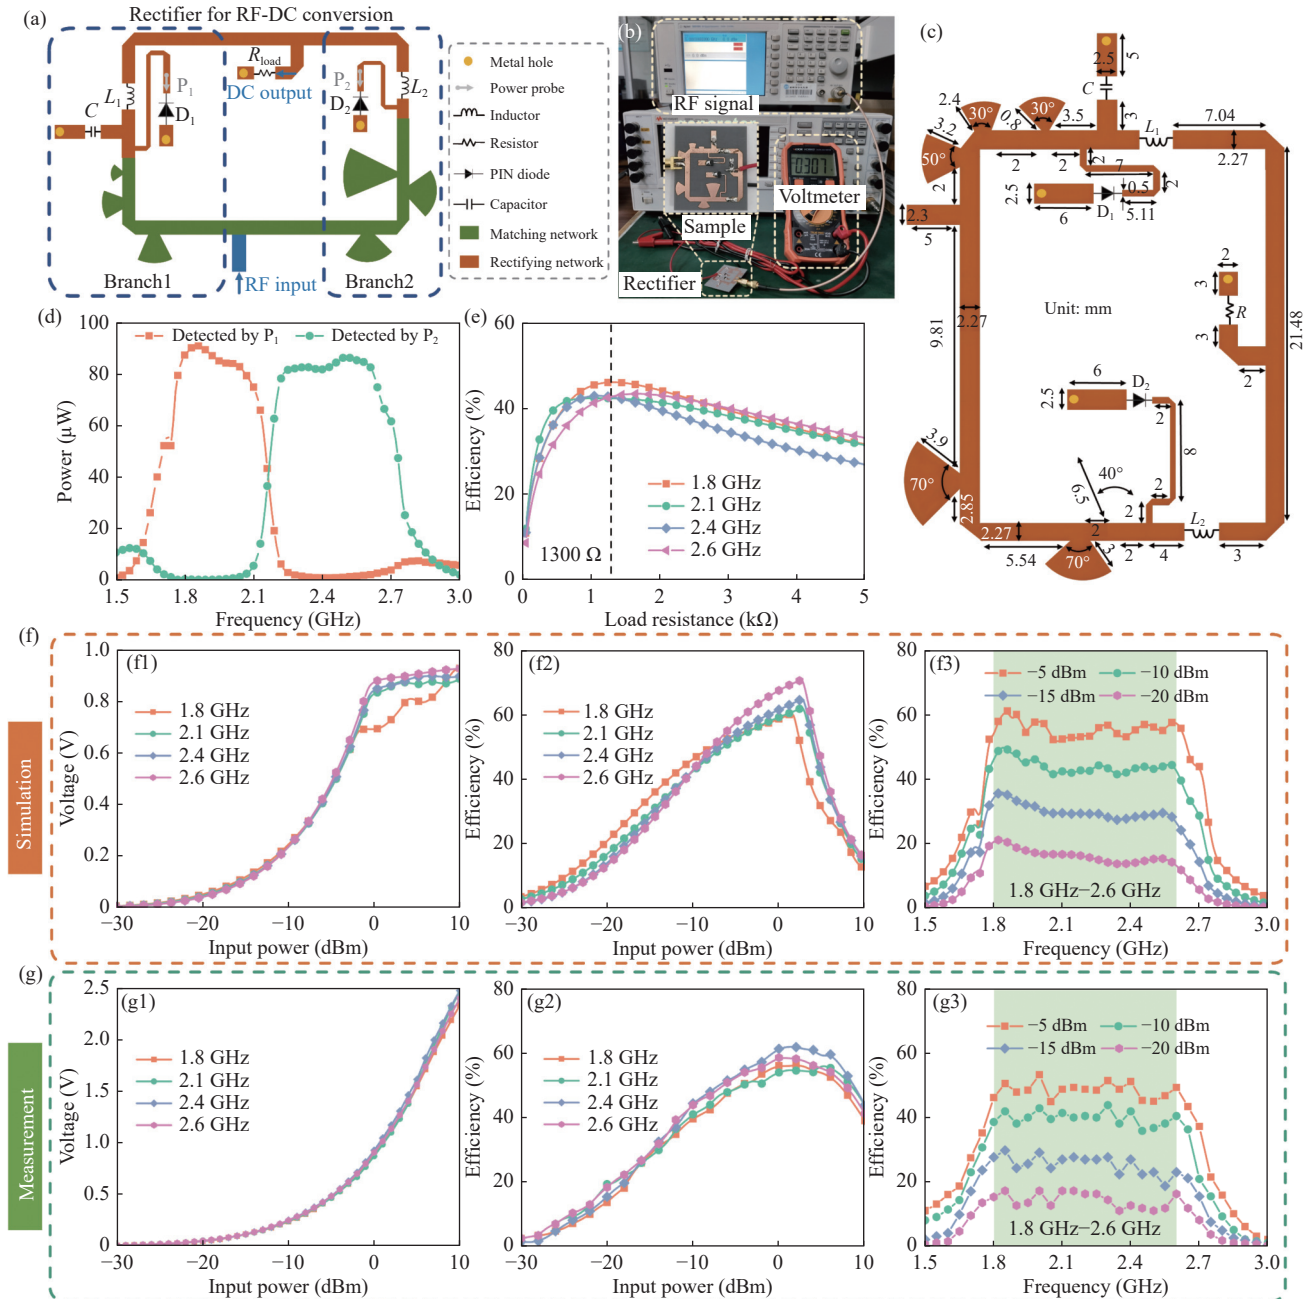 (a)
Rectifier for RF-DC conversion
R_load
P₁
P₂
L₁
L₂
C
D₁
D₂
DC output
Branch1
RF input
Branch2
Metal hole
Power probe
Inductor
Resistor
PIN diode
Capacitor
Matching network
Rectifying network
(b)
RF signal
0307
Voltmeter
Sample
Rectifier
(c)
2.5
5
C
3
2.4
30°
0.8
30°
3.5
L₁
7.04
3.2
50°
2
2
2
7
2
2.27
2
2.5
6
D₁
0.5
5.11
2.3
5
2
3
R
3
2
Unit: mm
9.81
2.27
21.48
6
D₂
2.5
2
8
3.9
70°
2.85
6.5
40°
2
2
2
L₂
2.27
5.54
70°
3
2
4
3
(d)
Detected by P₁
Detected by P₂
Power (μW)
100
80
60
40
20
0
1.5 1.8 2.1 2.4 2.7 3.0
Frequency (GHz)
(e)
Efficiency (%)
60
40
20
0
1300 Ω
1.8 GHz
2.1 GHz
2.4 GHz
2.6 GHz
0 1 2 3 4 5
Load resistance (kΩ)
(f)
Simulation
(f1)
Voltage (V)
1.0
0.8
0.6
0.4
0.2
0
1.8 GHz
2.1 GHz
2.4 GHz
2.6 GHz
−30 −20 −10 0 10
Input power (dBm)
(f2)
Efficiency (%)
80
60
40
20
0
1.8 GHz
2.1 GHz
2.4 GHz
2.6 GHz
−30 −20 −10 0 10
Input power (dBm)
(f3)
Efficiency (%)
80
60
40
20
0
−5 dBm −10 dBm
−15 dBm −20 dBm
1.8 GHz−2.6 GHz
1.5 1.8 2.1 2.4 2.7 3.0
Frequency (GHz)
(g)
Measurement
(g1)
Voltage (V)
2.5
2.0
1.5
1.0
0.5
0
1.8 GHz
2.1 GHz
2.4 GHz
2.6 GHz
−30 −20 −10 0 10
Input power (dBm)
(g2)
Efficiency (%)
80
60
40
20
0
1.8 GHz
2.1 GHz
2.4 GHz
2.6 GHz
−30 −20 −10 0 10
Input power (dBm)
(g3)
Efficiency (%)
80
60
40
20
0
−5 dBm −10 dBm
−15 dBm −20 dBm
1.8 GHz−2.6 GHz
1.5 1.8 2.1 2.4 2.7 3.0
Frequency (GHz)